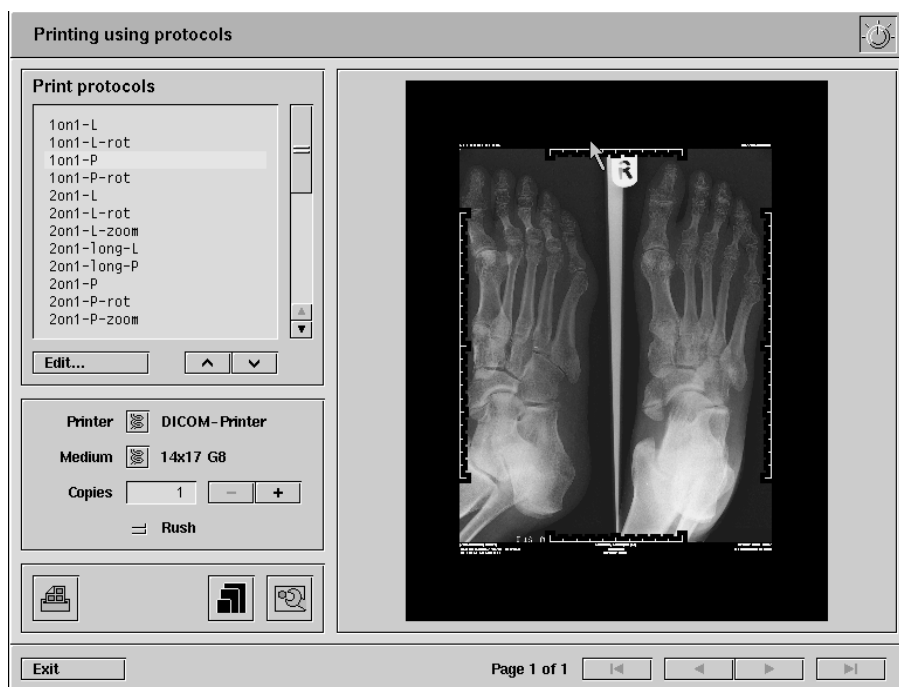 Printing using protocols
Print protocols
1on1-L
1on1-L-rot
1on1-P
1on1-P-rot
2on1-L
2on1-L-rot
2on1-L-zoom
2on1-long-L
2on1-long-P
2on1-P
2on1-P-rot
2on1-P-zoom
Edit...
Printer DICOM-Printer
Medium 14x17 G8
Copies 1 - +
Rush
R
Exit
Page 1 of 1